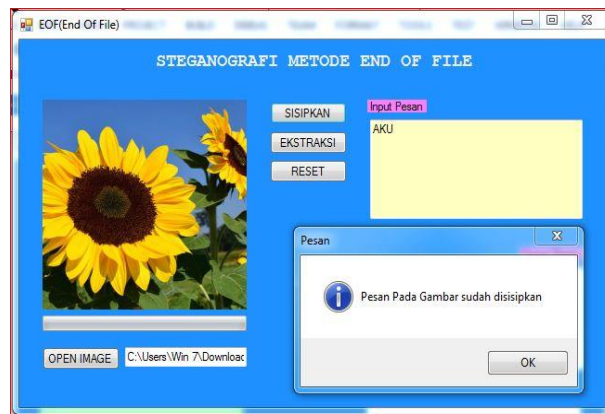 EOF(End Of File)
STEGANOGRAFI METODE END OF FILE
SISIPKAN
Input Pesan
AKU
EKSTRAKSI
RESET
Pesan
Pesan Pada Gambar sudah disisipkan
OK
OPEN IMAGE
C:\Users\Win 7\Downloac